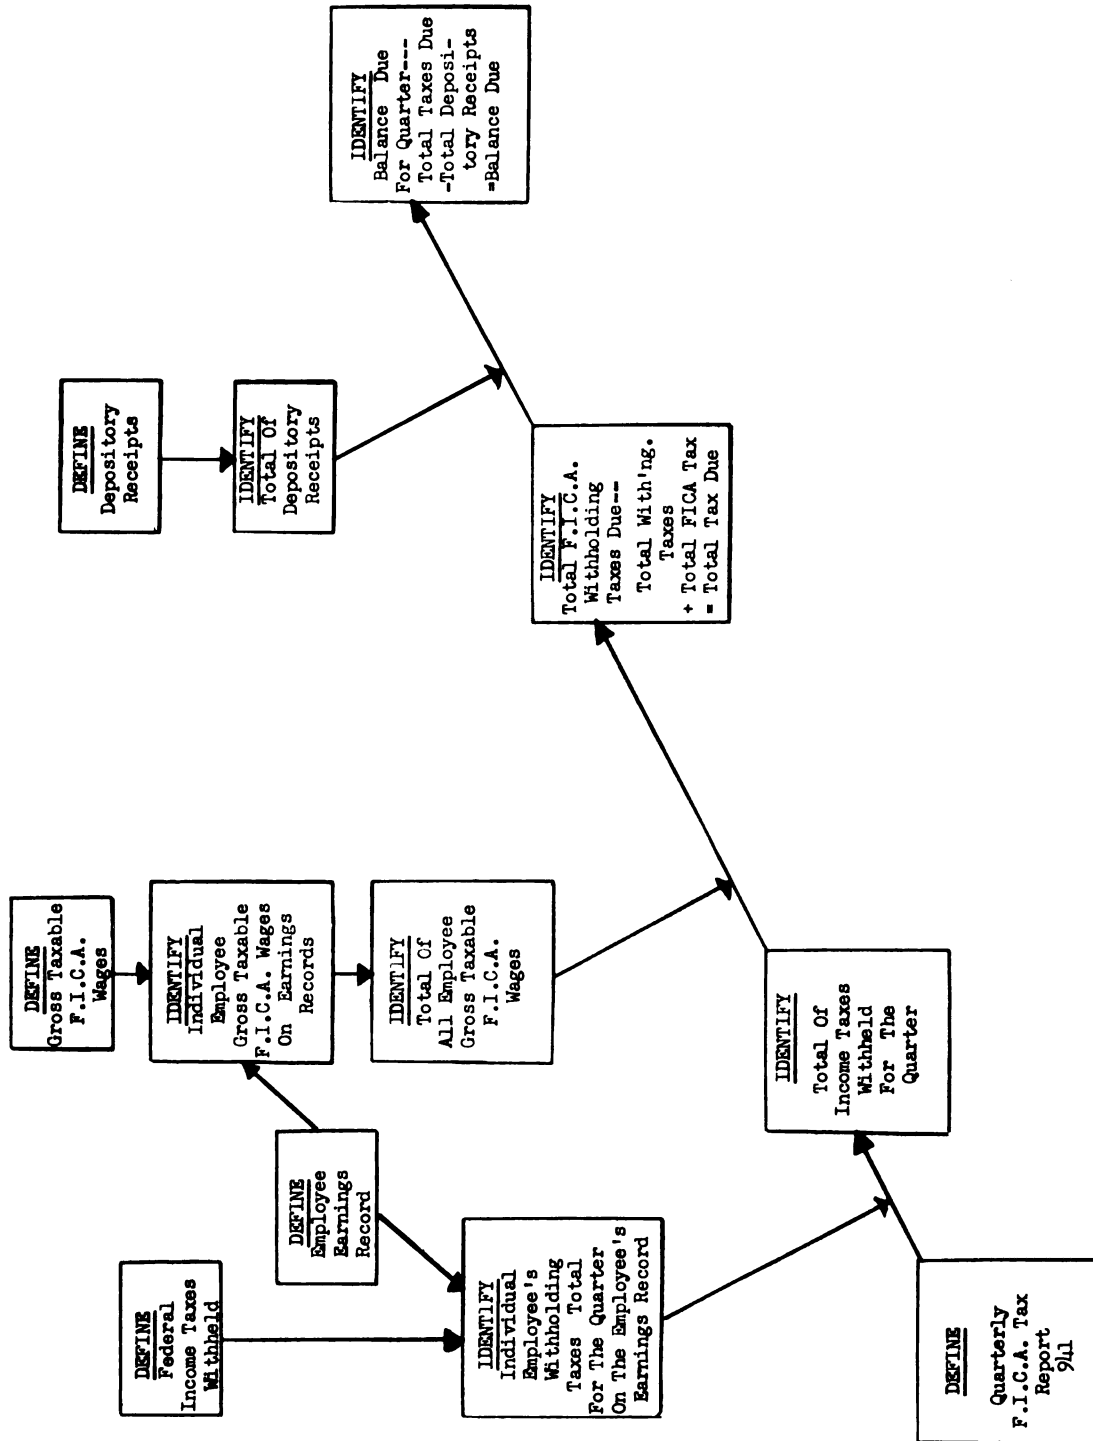 DEFINE
Federal
Income Taxes
Withheld
DEFINE
Employee
Earnings
Record
DEFINE
Gross Taxable
F.I.C.A.
Wages
IDENTIFY
Individual
Employee
Gross Taxable
F.I.C.A. Wages
On Earnings
Records
IDENTIFY
Total Of
All Employee
Gross Taxable
F.I.C.A.
Wages
IDENTIFY
Individual
Employee's
Withholding
Taxes Total
For The Quarter
On The Employee's
Earnings Record
DEFINE
Quarterly
F.I.C.A. Tax
Report
941
IDENTIFY
Total Of
Income Taxes
Withheld
For The
Quarter
DEFINE
Depository
Receipts
IDENTIFY
Total Of
Depository
Receipts
IDENTIFY
Total F.I.C.A.
Withholding
Taxes Due--
Total With'ng.
Taxes
+ Total FICA Tax
= Total Tax Due
IDENTIFY
Balance Due
For Quarter---
Total Taxes Due
-Total Deposi-
tory Receipts
=Balance Due